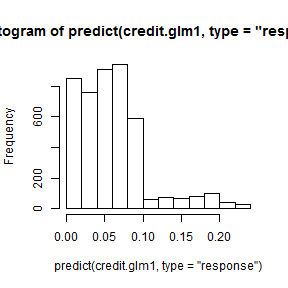 togram of predict(credit.glm1, type = "resp
Frequency
600
200
0
0.00 0.05 0.10 0.15 0.20
predict(credit.glm1, type = "response")